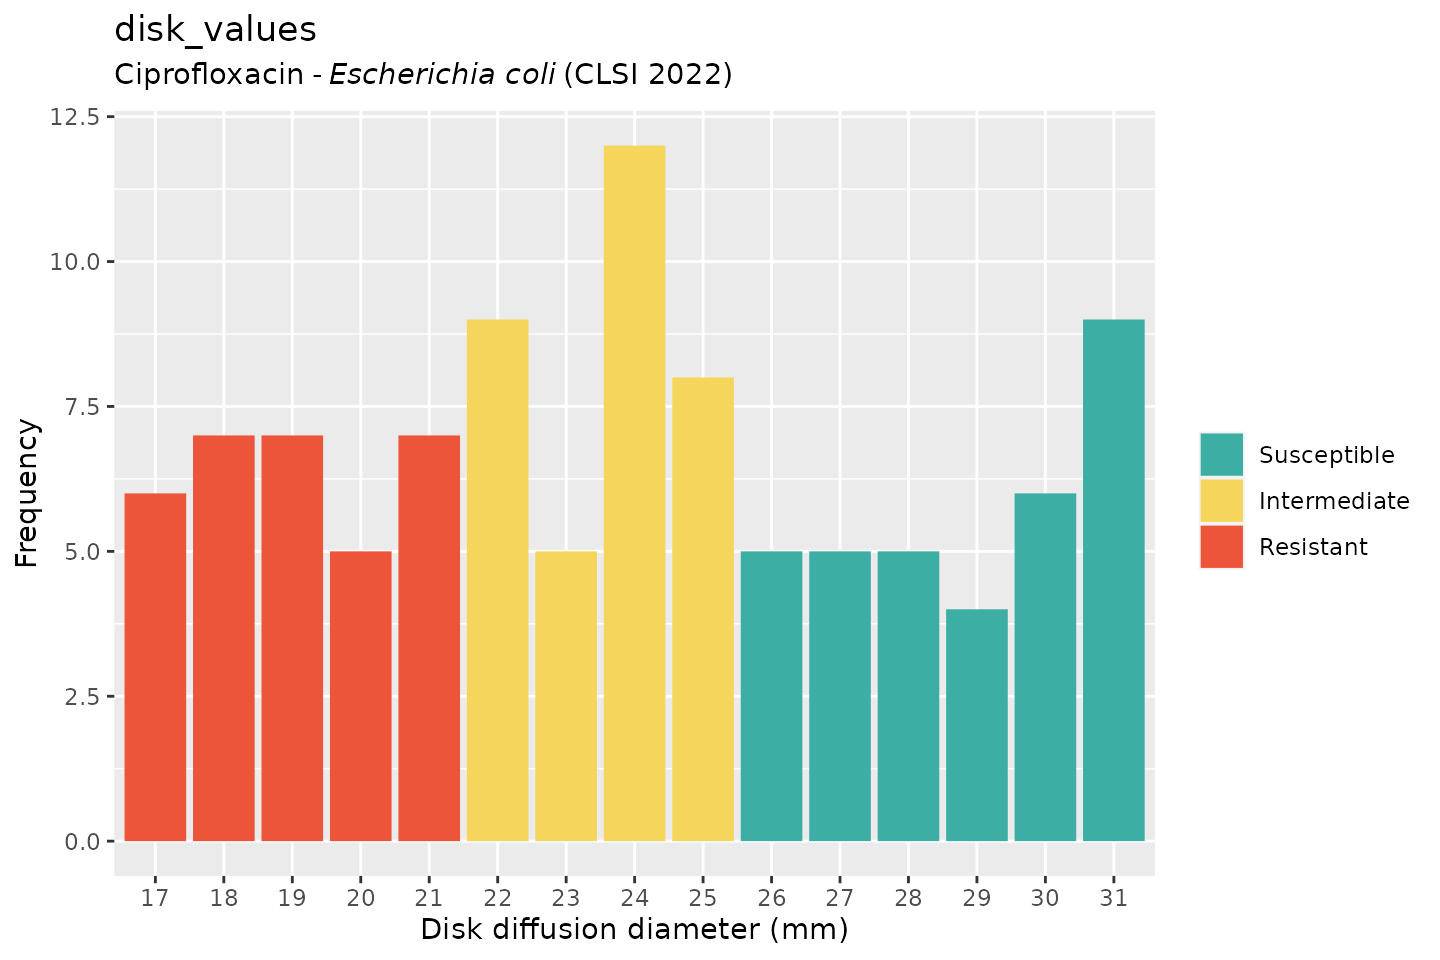 disk_values
Ciprofloxacin - Escherichia coli (CLSI 2022)
12.5
10.0
7.5
5.0
2.5
0.0
Frequency
17 18 19 20 21 22 23 24 25 26 27 28 29 30 31
Disk diffusion diameter (mm)
Susceptible
Intermediate
Resistant